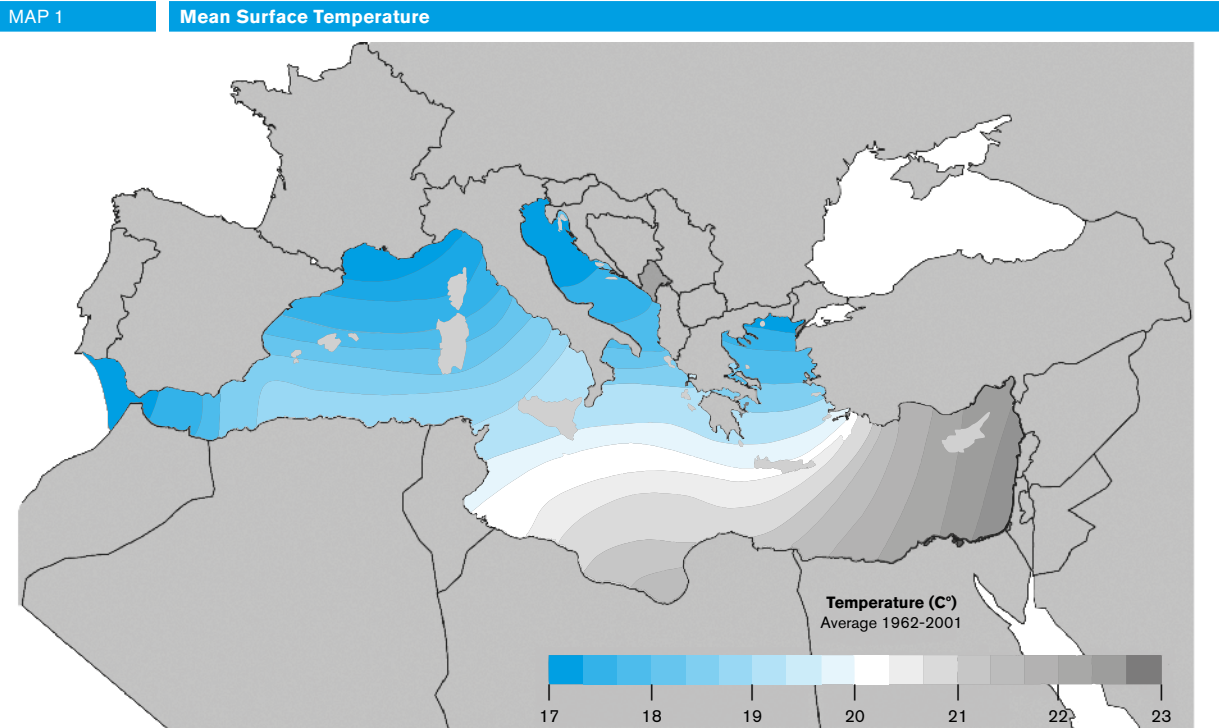 MAP 1
Mean Surface Temperature
Temperature (C°)
Average 1962-2001
17 18 19 20 21 22 23